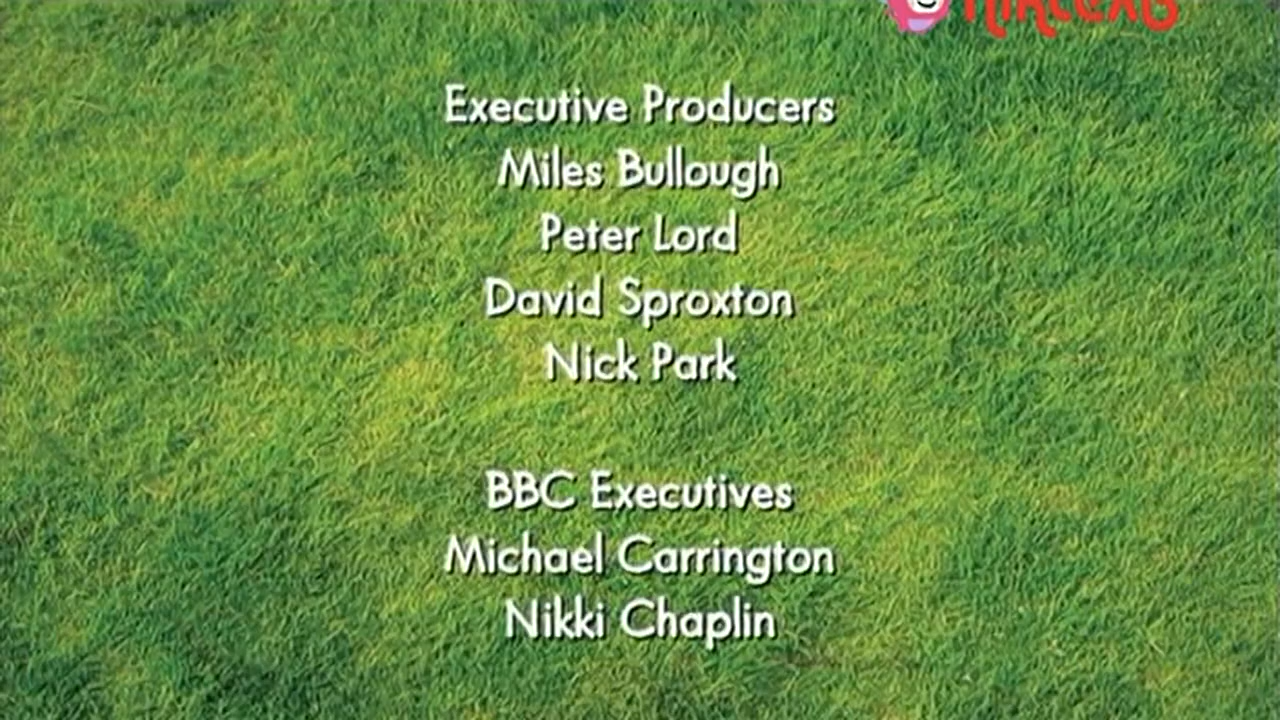 Executive Producers
Miles Bullough
Peter Lord
David Sproxton
Nick Park
BBC Executives
Michael Carrington
Nikki Chaplin